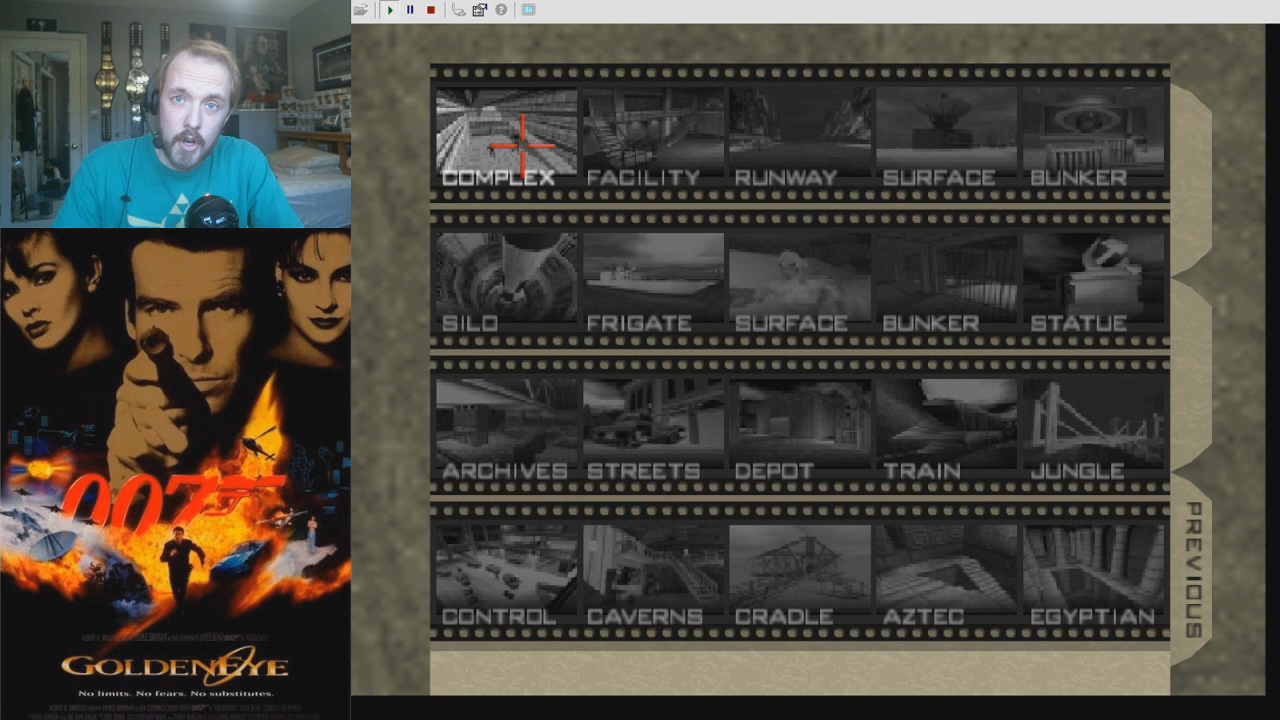 COMPLEX FACILITY RUNWAY SURFACE BUNKER
SILO FRIGATE SURFACE BUNKER STATUE
ARCHIVES STREETS DEPOT TRAIN JUNGLE
CONTROL CAVERNS CRADLE AZTEC EGYPTIAN
PREVIOUS
007
GOLDENEYE
No limits. No fears. No substitutes.